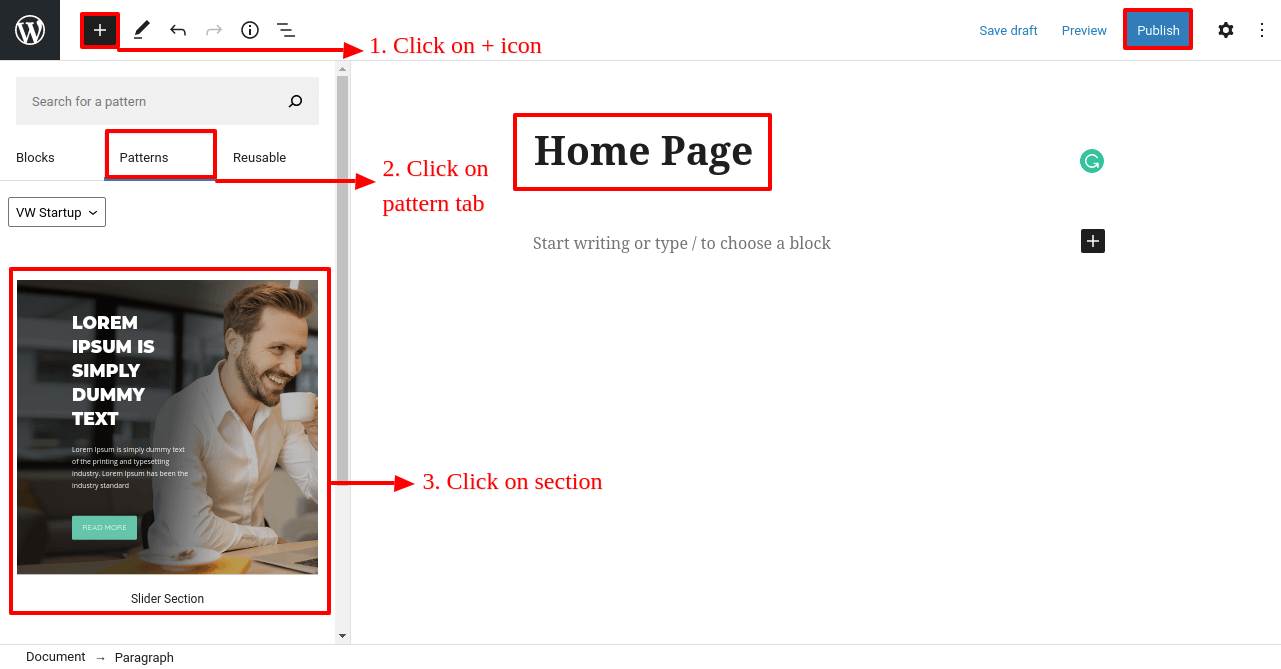 Save draft Preview Publish
1. Click on + icon
Search for a pattern
Blocks Patterns Reusable
2. Click on
pattern tab
VW Startup
Home Page
Start writing or type / to choose a block
LOREM
IPSUM IS
SIMPLY
DUMMY
TEXT
Lorem Ipsum is simply dummy text
of the printing and typesetting
industry. Lorem Ipsum has been the
industry standard
READ MORE
Slider Section
3. Click on section
Document → Paragraph